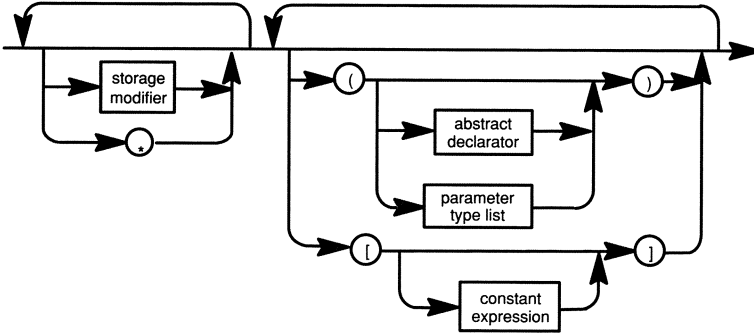 storage
modifier
*
(
)
abstract
declarator
parameter
type list
[
]
constant
expression